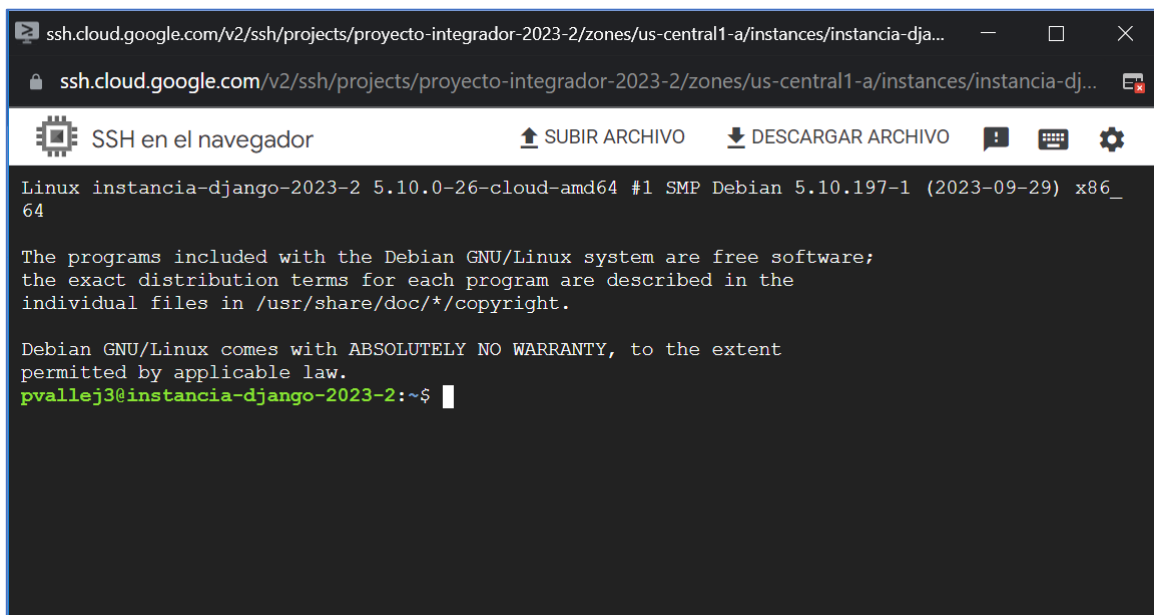 ssh.cloud.google.com/v2/ssh/projects/proyecto-integrador-2023-2/zones/us-central1-a/instances/instancia-dja...
ssh.cloud.google.com/v2/ssh/projects/proyecto-integrador-2023-2/zones/us-central1-a/instances/instancia-dj...
SSH en el navegador SUBIR ARCHIVO DESCARGAR ARCHIVO
Linux instancia-django-2023-2 5.10.0-26-cloud-amd64 #1 SMP Debian 5.10.197-1 (2023-09-29) x86_
64
The programs included with the Debian GNU/Linux system are free software;
the exact distribution terms for each program are described in the
individual files in /usr/share/doc/*/copyright.
Debian GNU/Linux comes with ABSOLUTELY NO WARRANTY, to the extent
permitted by applicable law.
pvallej3@instancia-django-2023-2:~$